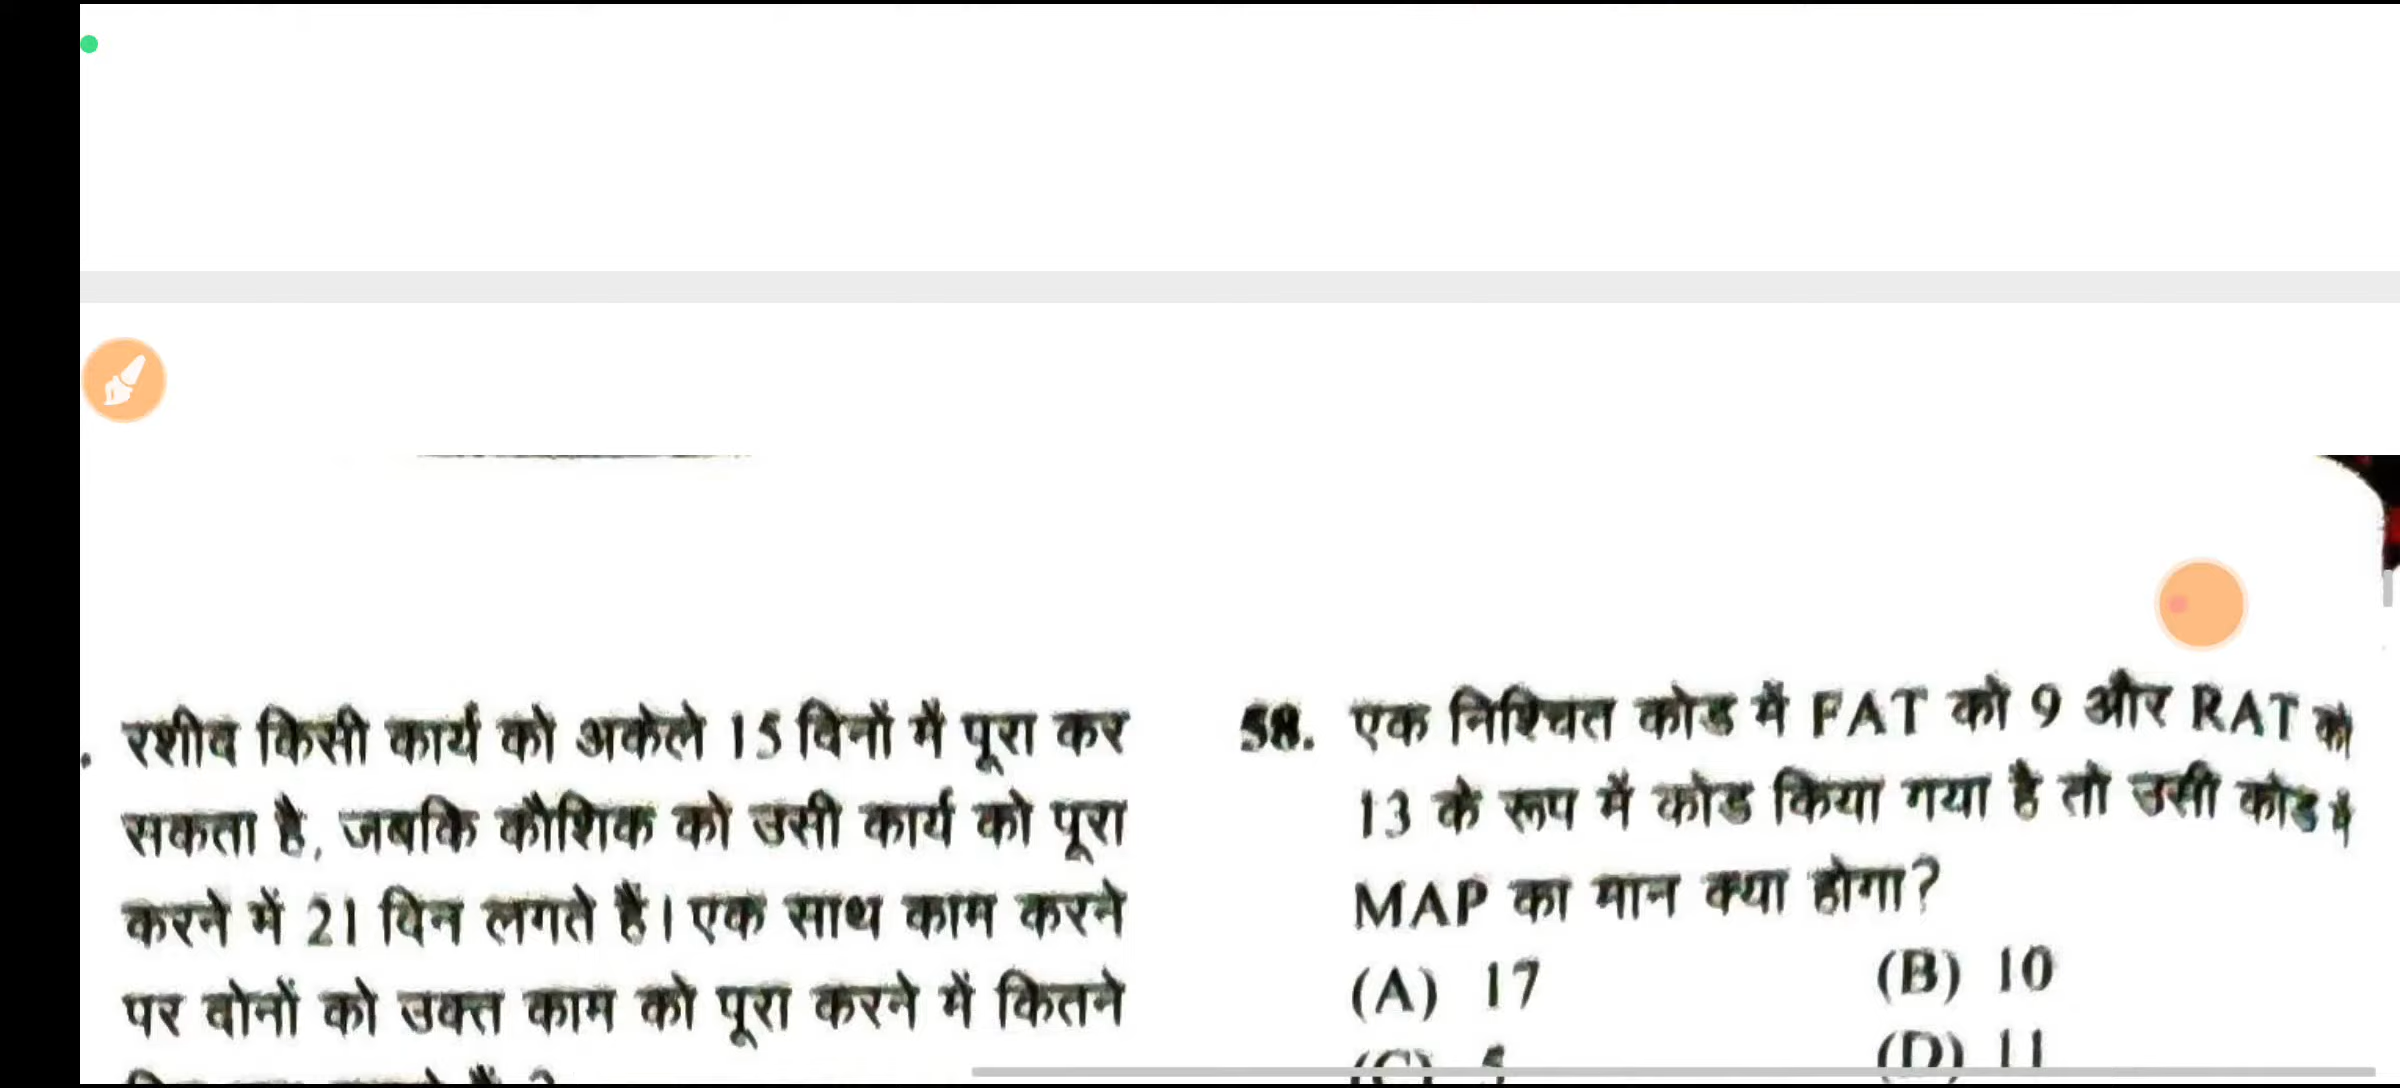 रशीद किसी कार्य को अकेले 15 दिनों में पूरा कर
सकता है, जबकि कौशिक को उसी कार्य को पूरा
करने में 21 दिन लगते हैं। एक साथ काम करने
पर दोनों को उक्त काम को पूरा करने में कितने
58. एक निश्चित कोड में FAT को 9 और RAT को
13 के रूप में कोड किया गया है तो उसी कोड में
MAP का मान क्या होगा?
(A) 17 (B) 10
(C) 5 (D) 11